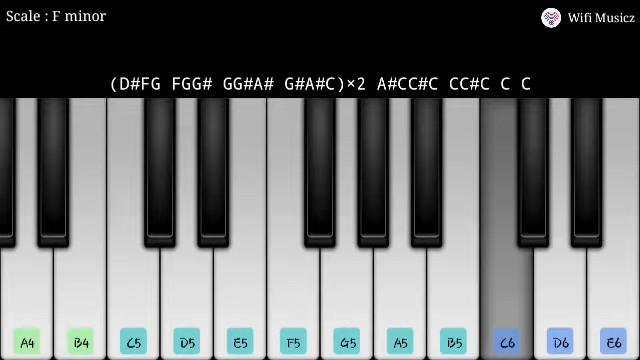 Scale : F minor
Wifi Musicz
(D#FG FGG# GG#A# G#A#C)×2 A#CC#C CC#C C C
A4 B4 C5 D5 E5 F5 G5 A5 B5 C6 D6 E6